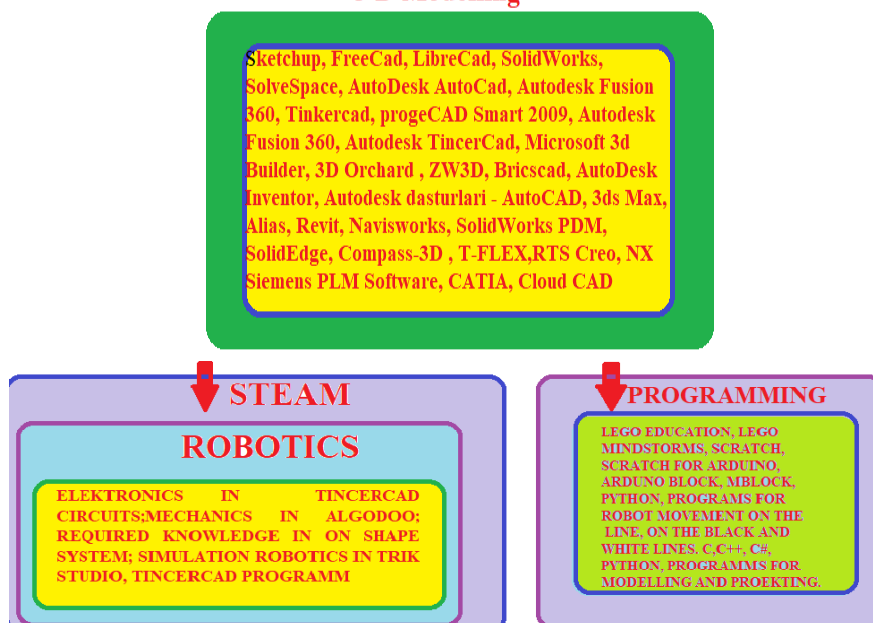 Sketchup, FreeCad, LibreCad, SolidWorks,
SolveSpace, AutoDesk AutoCad, Autodesk Fusion
360, Tinkercad, progeCAD Smart 2009, Autodesk
Fusion 360, Autodesk TincerCad, Microsoft 3d
Builder, 3D Orchard , ZW3D, Bricscad, AutoDesk
Inventor, Autodesk dasturlari - AutoCAD, 3ds Max,
Alias, Revit, Navisworks, SolidWorks PDM,
SolidEdge, Compass-3D , T-FLEX,RTS Creo, NX
Siemens PLM Software, CATIA, Cloud CAD
STEAM
ROBOTICS
ELEKTRONICS IN TINCERCAD
CIRCUITS;MECHANICS IN ALGODOO;
REQUIRED KNOWLEDGE IN ON SHAPE
SYSTEM; SIMULATION ROBOTICS IN TRIK
STUDIO, TINCERCAD PROGRAMM
PROGRAMMING
LEGO EDUCATION, LEGO
MINDSTORMS, SCRATCH,
SCRATCH FOR ARDUINO,
ARDUNO BLOCK, MBLOCK,
PYTHON, PROGRAMS FOR
ROBOT MOVEMENT ON THE
LINE, ON THE BLACK AND
WHITE LINES. C,C++, C#,
PYTHON, PROGRAMMS FOR
MODELLING AND PROEKTING.